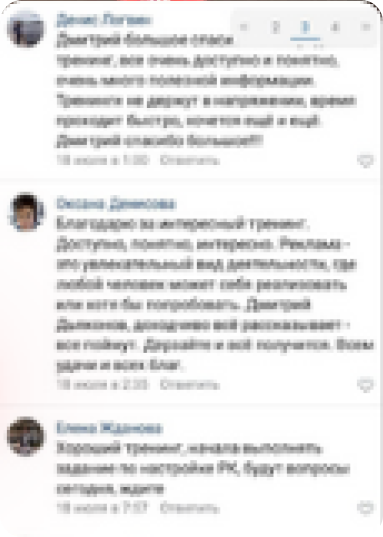 Денис Логвин
« 2 3 4 »
Дмитрий большое спаси
тренинг, все очень доступно и понятно,
очень много полезной информации.
Тренинги не держут в напряжении, время
проходит быстро, хочется ещё и ещё.
Дмитрий спасибо большое!!!
18 июля в 1:00 Ответить
Оксана Денисова
Благодарю за интересный тренинг.
Доступно, понятно, интересно. Реклама -
это увлекательный вид деятельности, где
любой человек может себя реализовать
или хотя бы попробовать. Дмитрий
Дьяконов, доходчиво всё рассказывает -
все поймут. Дерзайте и всё получится. Всем
удачи и всех благ.
18 июля в 2:35 Ответить
Елена Жданова
Хороший тренинг, начала выполнять
задание по настройке РК, будут вопросы
сегодня, ждите
18 июля в 7:57 Ответить